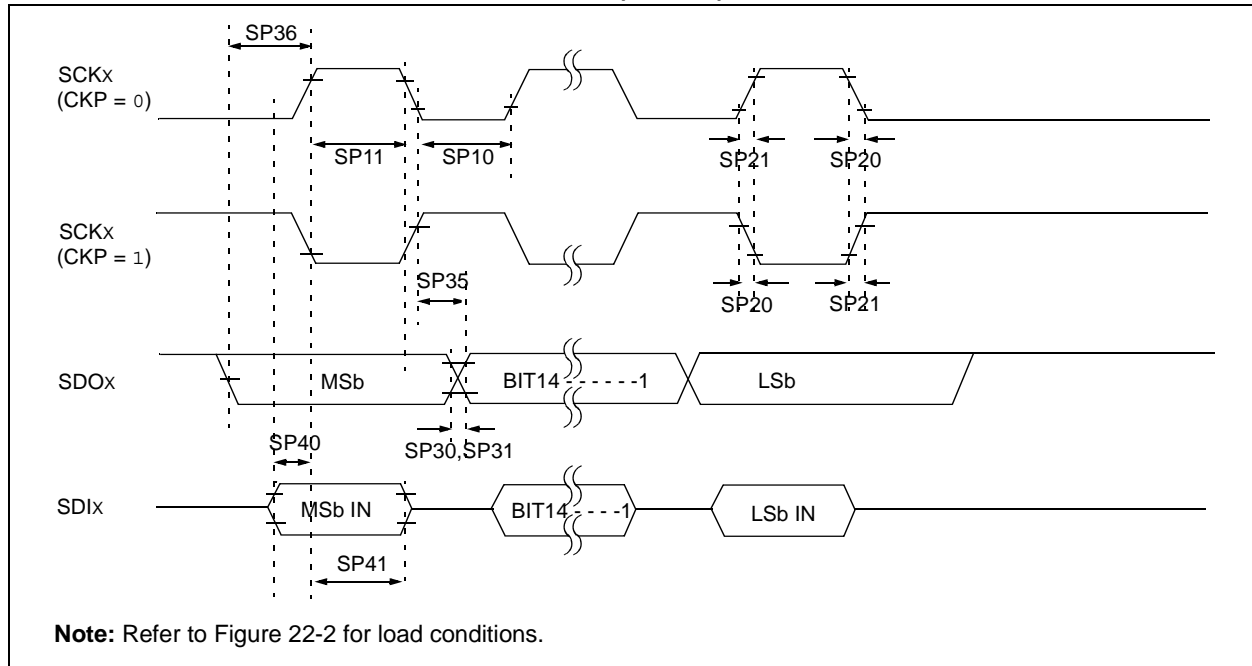 SP36
SCKx
(CKP = 0)
SP11
SP10
SP21
SP20
SCKx
(CKP = 1)
SP35
SP20
SP21
SDOx
MSb
BIT14 - - - - - -1
LSb
SP40
SP30,SP31
SDIx
MSb IN
BIT14 - - - - -1
LSb IN
SP41
Note: Refer to Figure 22-2 for load conditions.